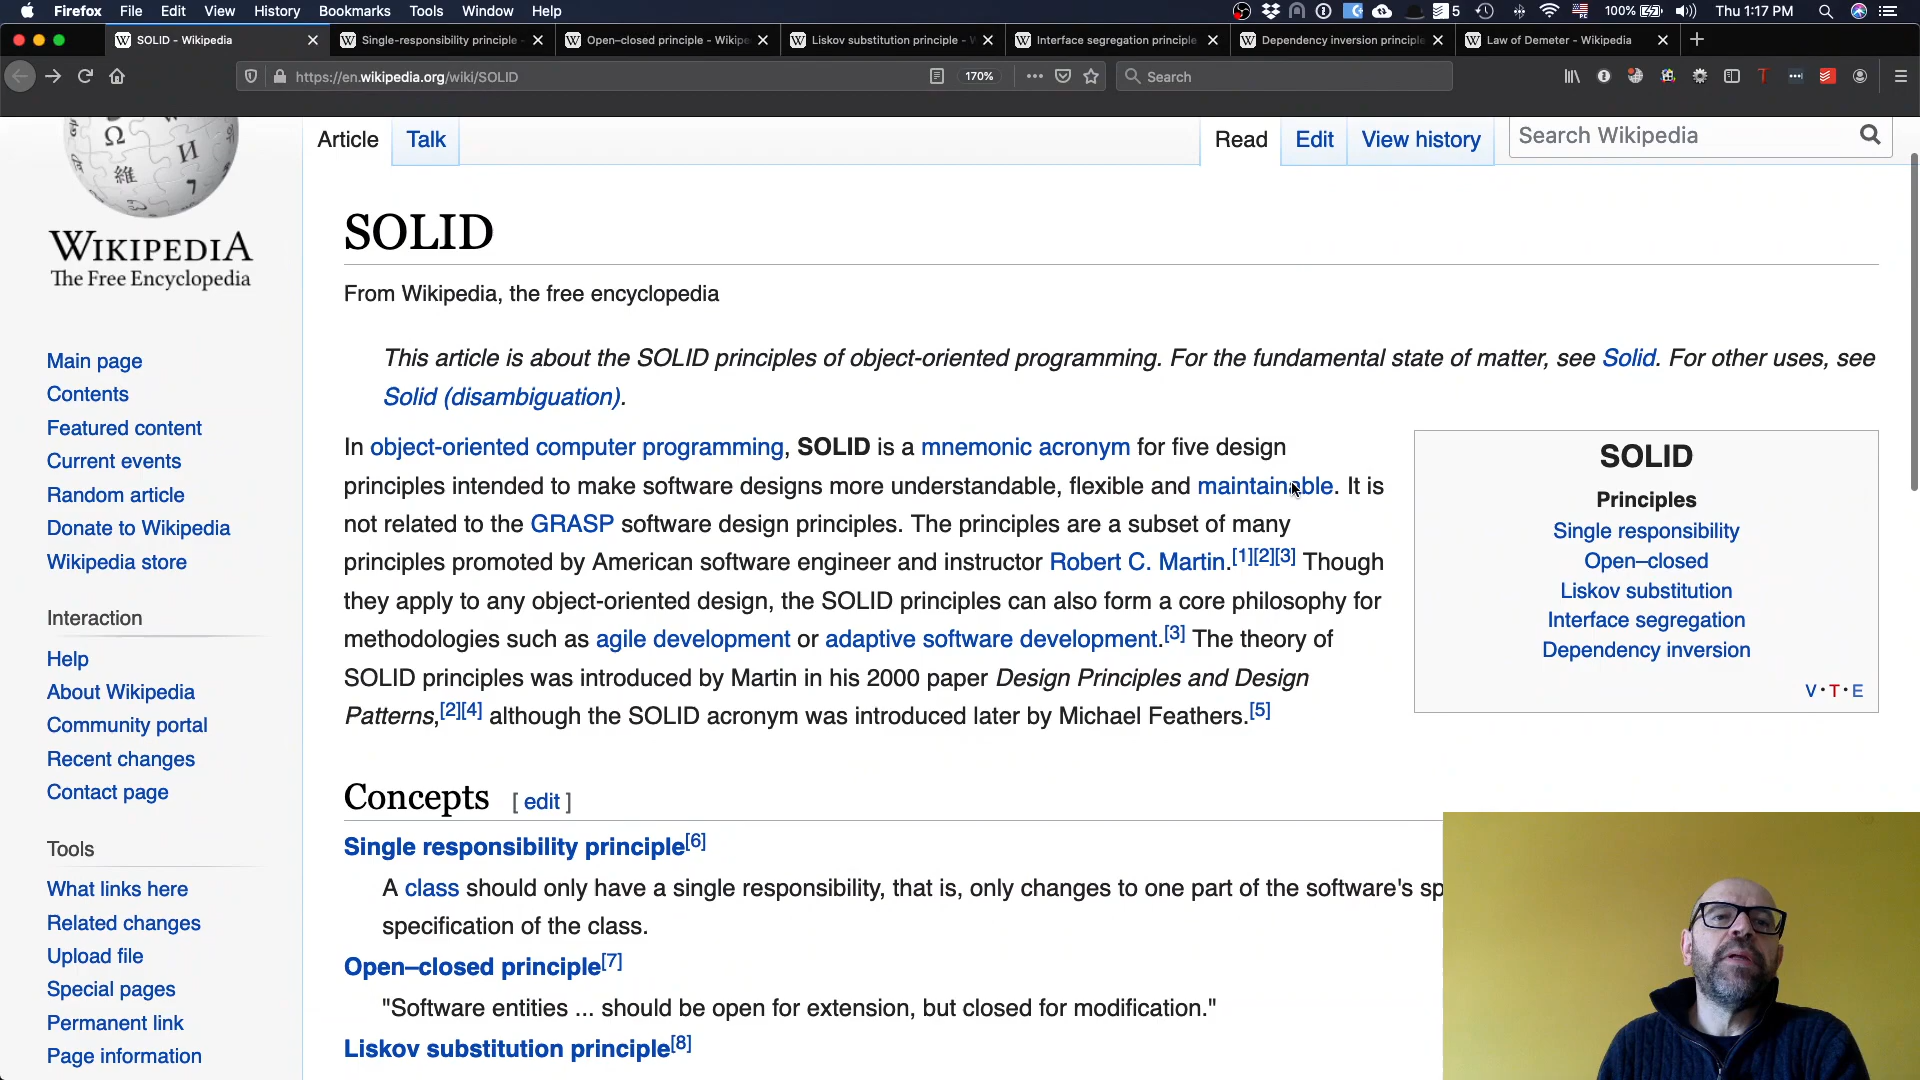 Firefox File Edit View History Bookmarks Tools Window Help 5 100% Thu 1:17 PM
SOLID - Wikipedia Single-responsibility principle - Open–closed principle - Wikipe Liskov substitution principle - W Interface segregation principle Dependency inversion principle Law of Demeter - Wikipedia
https://en.wikipedia.org/wiki/SOLID 170% Search
Article Talk Read Edit View history Search Wikipedia
WIKIPEDIA
The Free Encyclopedia
Main page
Contents
Featured content
Current events
Random article
Donate to Wikipedia
Wikipedia store
Interaction
Help
About Wikipedia
Community portal
Recent changes
Contact page
Tools
What links here
Related changes
Upload file
Special pages
Permanent link
Page information
SOLID
From Wikipedia, the free encyclopedia
This article is about the SOLID principles of object-oriented programming. For the fundamental state of matter, see Solid. For other uses, see
Solid (disambiguation).
In object-oriented computer programming, SOLID is a mnemonic acronym for five design
principles intended to make software designs more understandable, flexible and maintainable. It is
not related to the GRASP software design principles. The principles are a subset of many
principles promoted by American software engineer and instructor Robert C. Martin.[1][2][3] Though
they apply to any object-oriented design, the SOLID principles can also form a core philosophy for
methodologies such as agile development or adaptive software development.[3] The theory of
SOLID principles was introduced by Martin in his 2000 paper Design Principles and Design
Patterns,[2][4] although the SOLID acronym was introduced later by Michael Feathers.[5]
SOLID
Principles
Single responsibility
Open–closed
Liskov substitution
Interface segregation
Dependency inversion
V · T · E
Concepts [ edit ]
Single responsibility principle[6]
A class should only have a single responsibility, that is, only changes to one part of the software's sp
specification of the class.
Open–closed principle[7]
"Software entities ... should be open for extension, but closed for modification."
Liskov substitution principle[8]